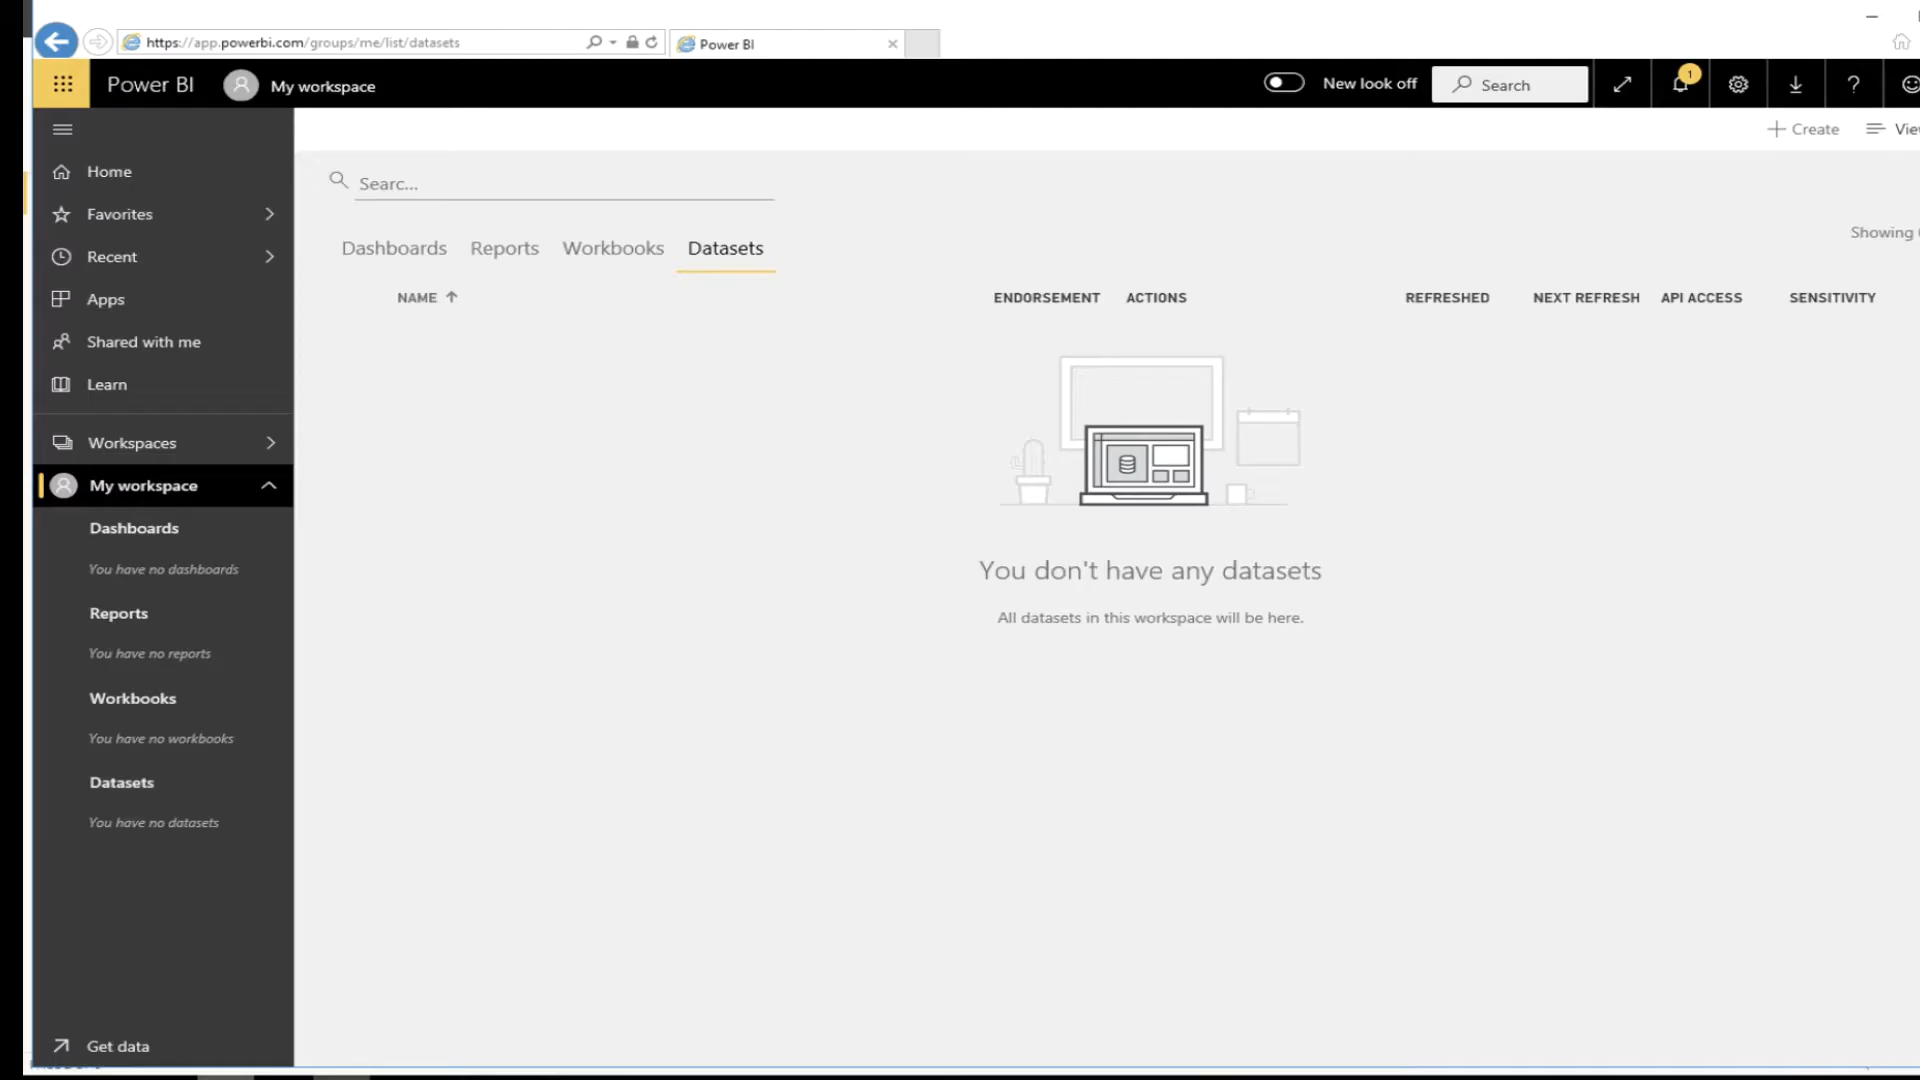 https://app.powerbi.com/groups/me/list/datasets
Power BI
Power BI
My workspace
New look off
Search
1
?
Create
Home
Searc...
Favorites
Dashboards
Reports
Workbooks
Datasets
Showing
Recent
Apps
NAME
ENDORSEMENT
ACTIONS
REFRESHED
NEXT REFRESH
API ACCESS
SENSITIVITY
Shared with me
Learn
Workspaces
My workspace
Dashboards
You have no dashboards
Reports
You have no reports
Workbooks
You have no workbooks
Datasets
You have no datasets
You don't have any datasets
All datasets in this workspace will be here.
Get data